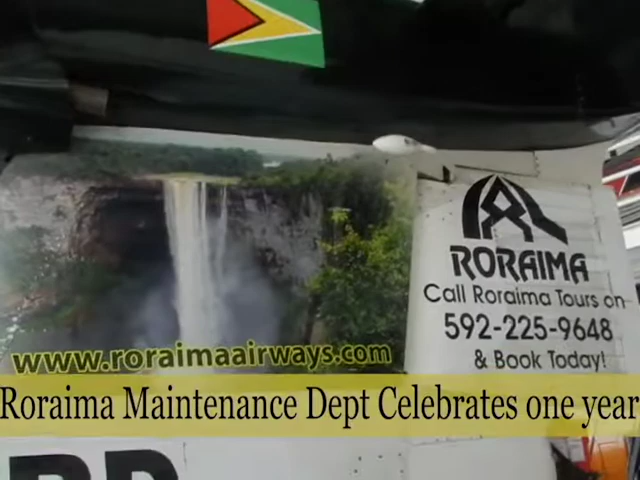 RORAIMA
Call Roraima Tours on
592-225-9648
& Book Today!
www.roraimaairways.com
Roraima Maintenance Dept Celebrates one year